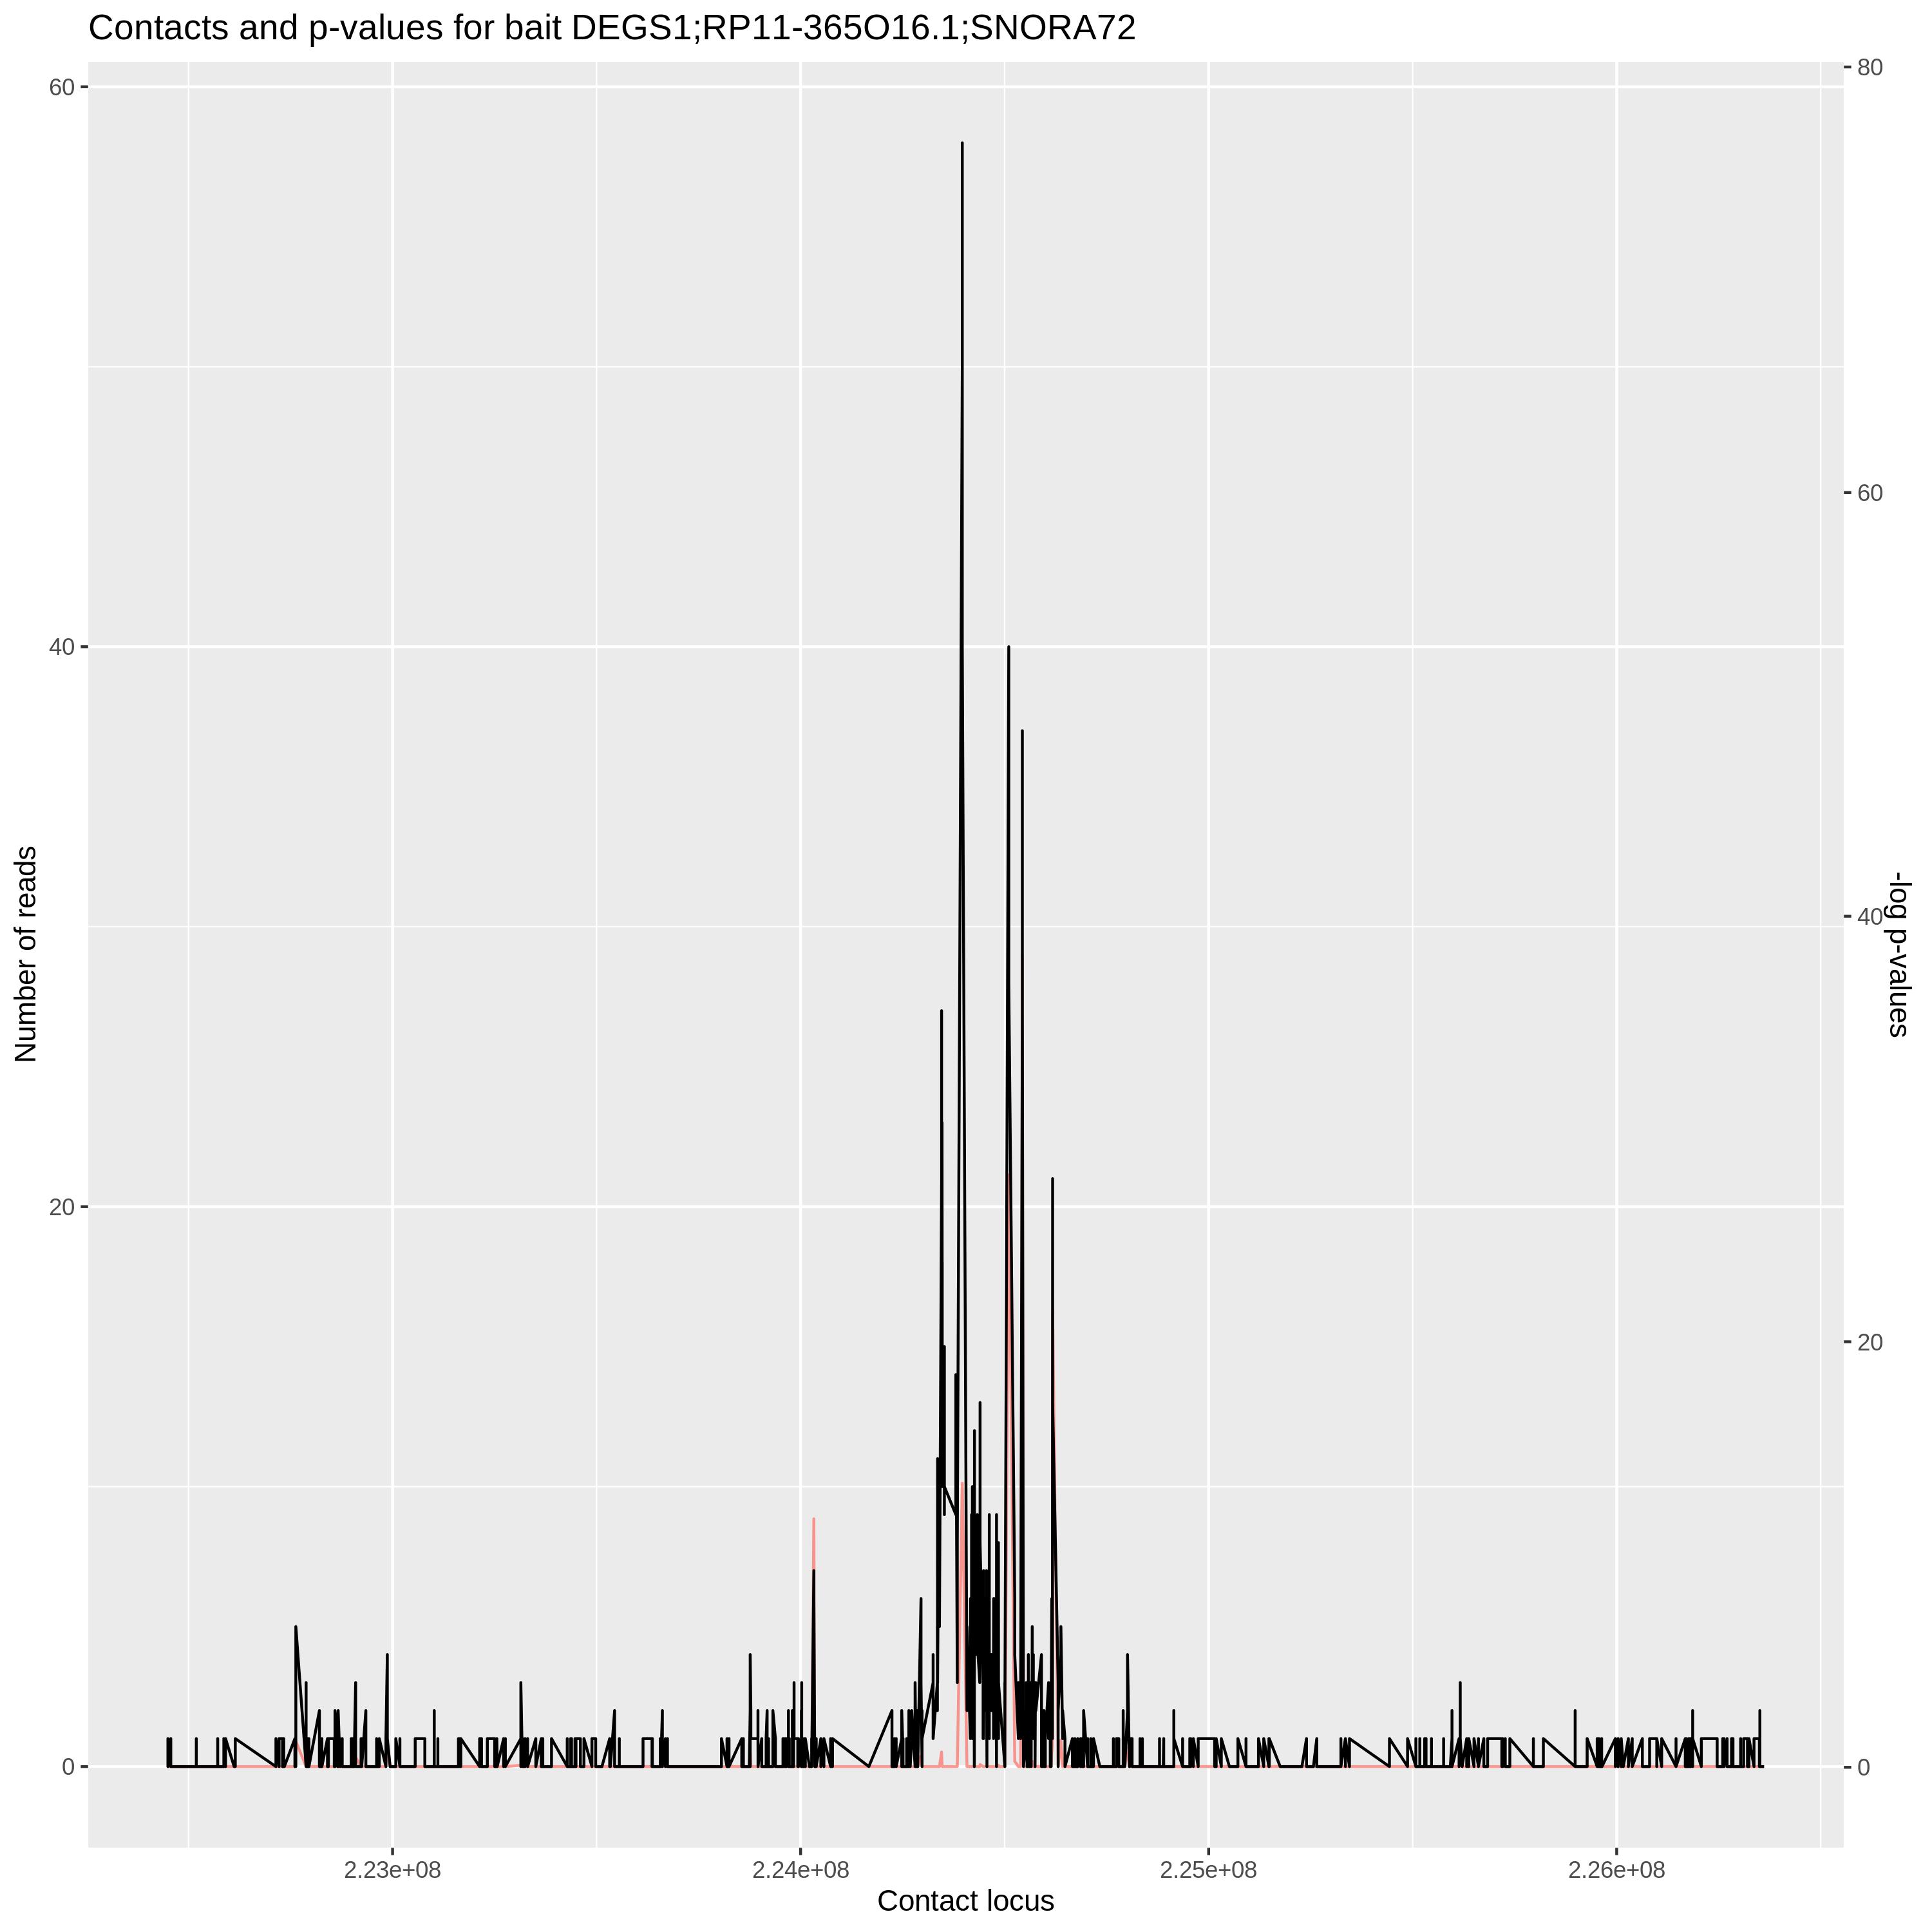 Contacts and p-values for bait DEGS1;RP11-365O16.1;SNORA72
60
40
20
0
Number of reads
80
60
40
20
0
-log p-values
2.23e+08
2.24e+08
2.25e+08
2.26e+08
Contact locus